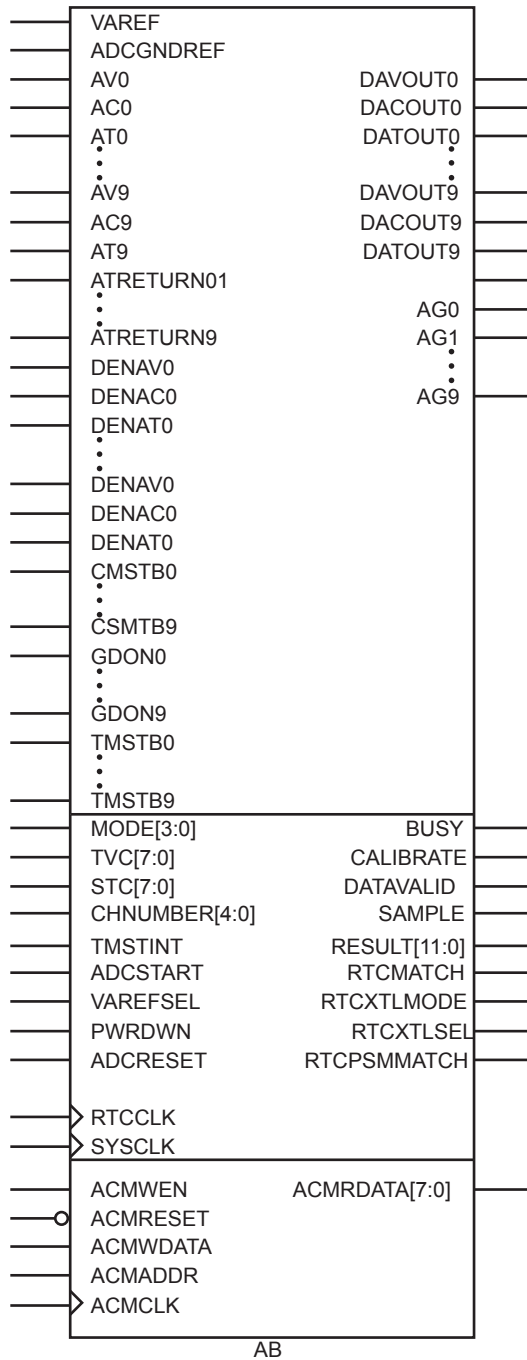 VAREF
ADCGNDREF
AV0 DAVOUT0
AC0 DACOUT0
AT0 DATOUT0
AV9 DAVOUT9
AC9 DACOUT9
AT9 DATOUT9
ATRETURN01
AG0
ATRETURN9 AG1
DENAV0
DENAC0 AG9
DENAT0
DENAV0
DENAC0
DENAT0
CMSTB0
CSMTB9
GDON0
GDON9
TMSTB0
TMSTB9
MODE[3:0] BUSY
TVC[7:0] CALIBRATE
STC[7:0] DATAVALID
CHNUMBER[4:0] SAMPLE
TMSTINT RESULT[11:0]
ADCSTART RTCMATCH
VAREFSEL RTCXTLMODE
PWRDWN RTCXTLSEL
ADCRESET RTCPSMMATCH
RTCCLK
SYSCLK
ACMWEN ACMRDATA[7:0]
ACMRESET
ACMWDATA
ACMADDR
ACMCLK
AB